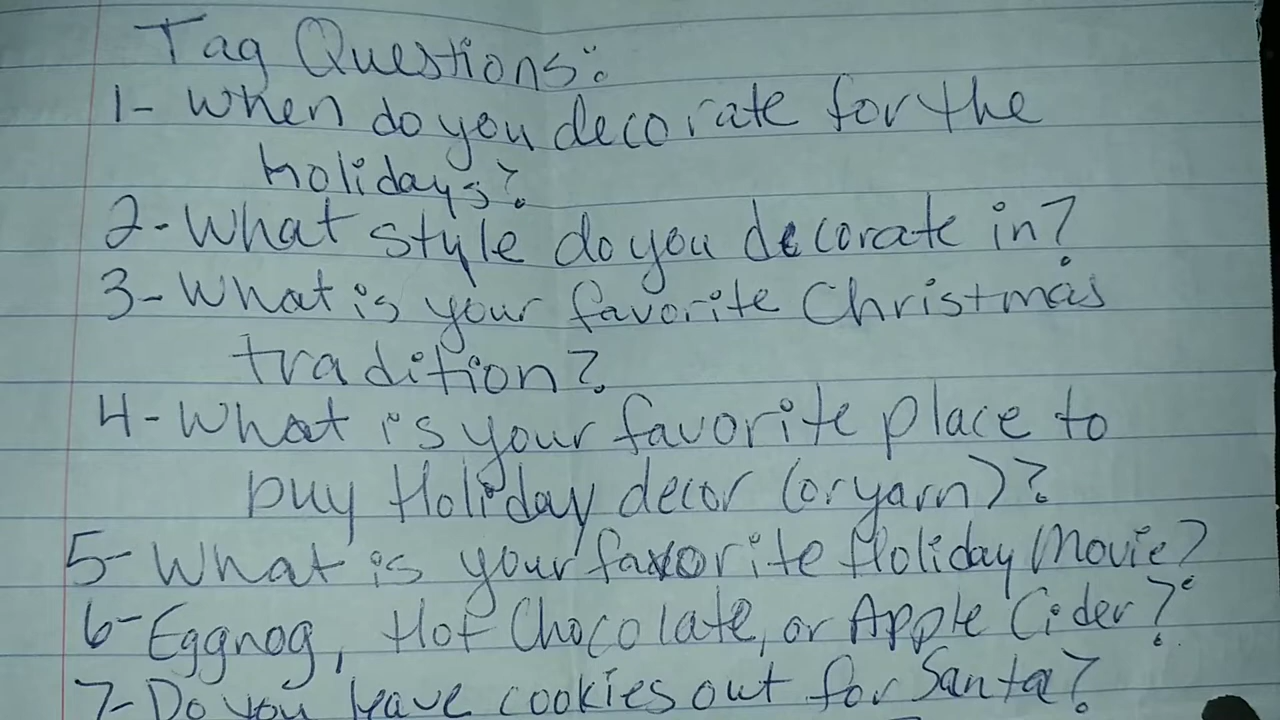 Tag Questions:
1- When do you decorate for the
holidays?
2- What style do you decorate in?
3- What is your favorite Christmas
tradition?
4- What is your favorite place to
buy Holiday decor (or yarn)?
5- What is your favorite Holiday Movie?
6- Eggnog, Hot Chocolate, or Apple Cider?
7- Do you leave cookies out for Santa?